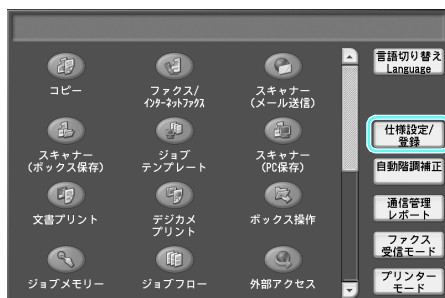 言語切り替え
Language
コピー
ファクス/
インターネットファクス
スキャナー
(メール送信)
仕様設定/
登録
スキャナー
(ボックス保存)
ジョブ
テンプレート
スキャナー
(PC保存)
自動階調補正
文書プリント
デジカメ
プリント
ボックス操作
通信管理
レポート
ファクス
受信モード
ジョブメモリー
ジョブフロー
外部アクセス
プリンター
モード